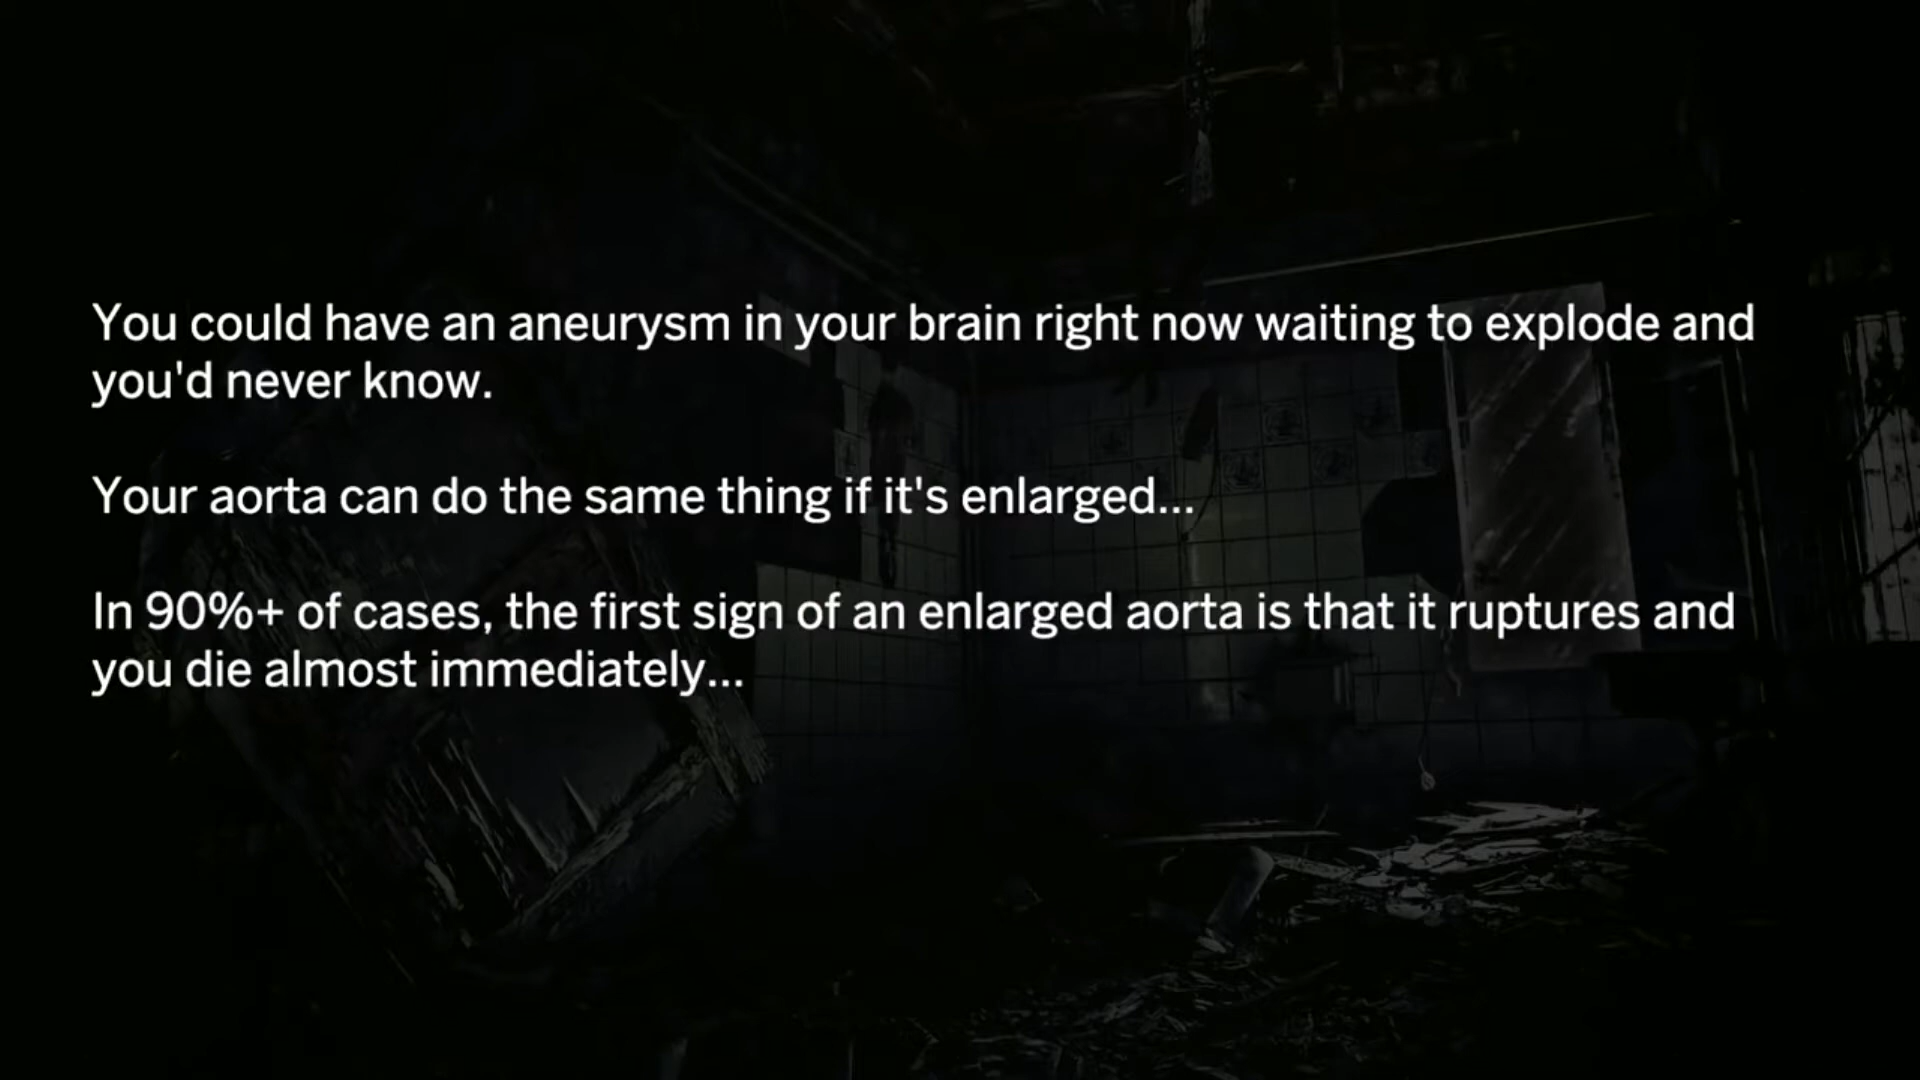 You could have an aneurysm in your brain right now waiting to explode and
you'd never know.
Your aorta can do the same thing if it's enlarged...
In 90%+ of cases, the first sign of an enlarged aorta is that it ruptures and
you die almost immediately...